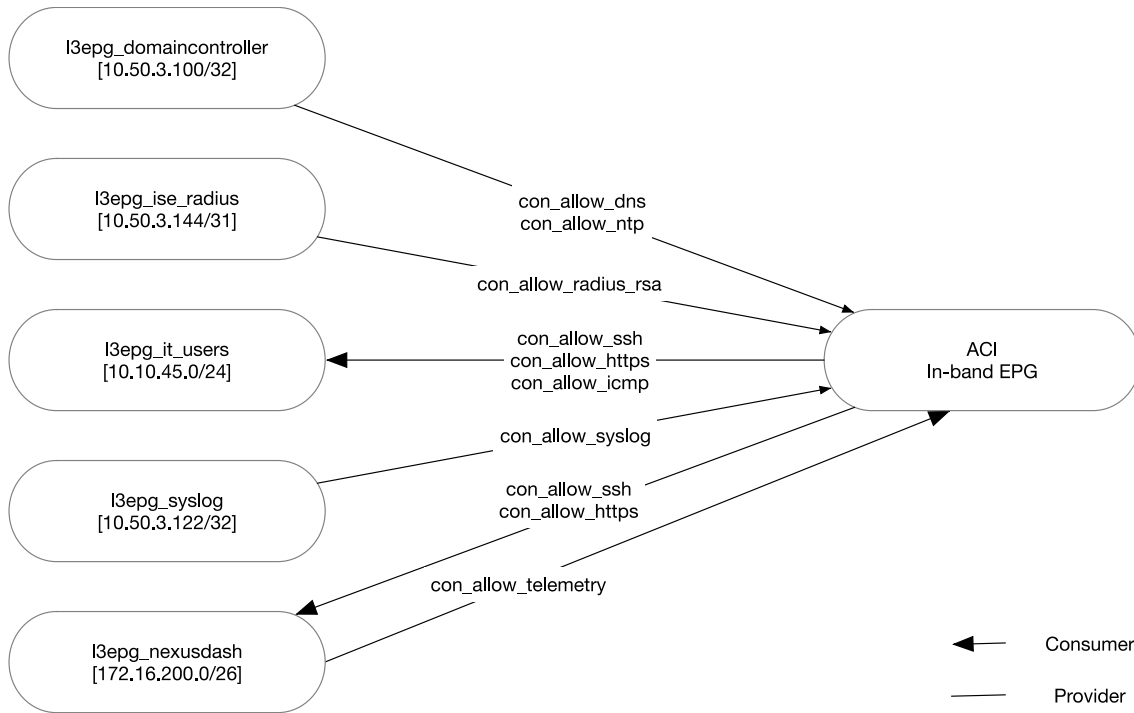 l3epg_domaincontroller
[10.50.3.100/32]
l3epg_ise_radius
[10.50.3.144/31]
con_allow_dns
con_allow_ntp
con_allow_radius_rsa
l3epg_it_users
[10.10.45.0/24]
con_allow_ssh
con_allow_https
con_allow_icmp
ACI
In-band EPG
con_allow_syslog
l3epg_syslog
[10.50.3.122/32]
con_allow_ssh
con_allow_https
con_allow_telemetry
l3epg_nexusdash
[172.16.200.0/26]
Consumer
Provider